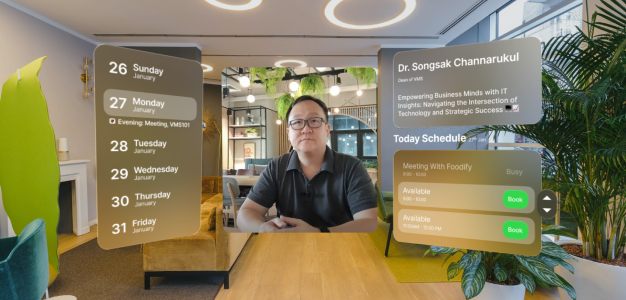 26 Sunday
January
27 Monday
January
Evening: Meeting, VMS101
28 Tuesday
January
29 Wednesday
January
30 Thursday
January
31 Friday
January
Dr. Songsak Channarukul
Dean of VMS
Empowering Business Minds with IT
Insights: Navigating the Intersection of
Technology and Strategic Success
Today Schedule
Meeting With Foodify
Busy
Available
Book
Available
Book